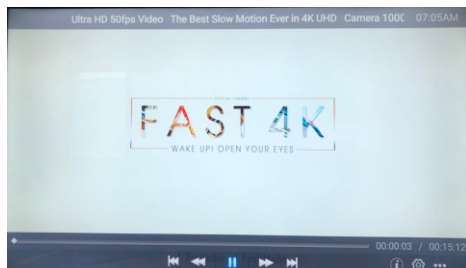 Ultra HD 50fps Video The Best Slow Motion Ever in 4K UHD Camera 1000 07:05AM
FAST 4K
WAKE UP! OPEN YOUR EYES
00:00:03 / 00:15:12